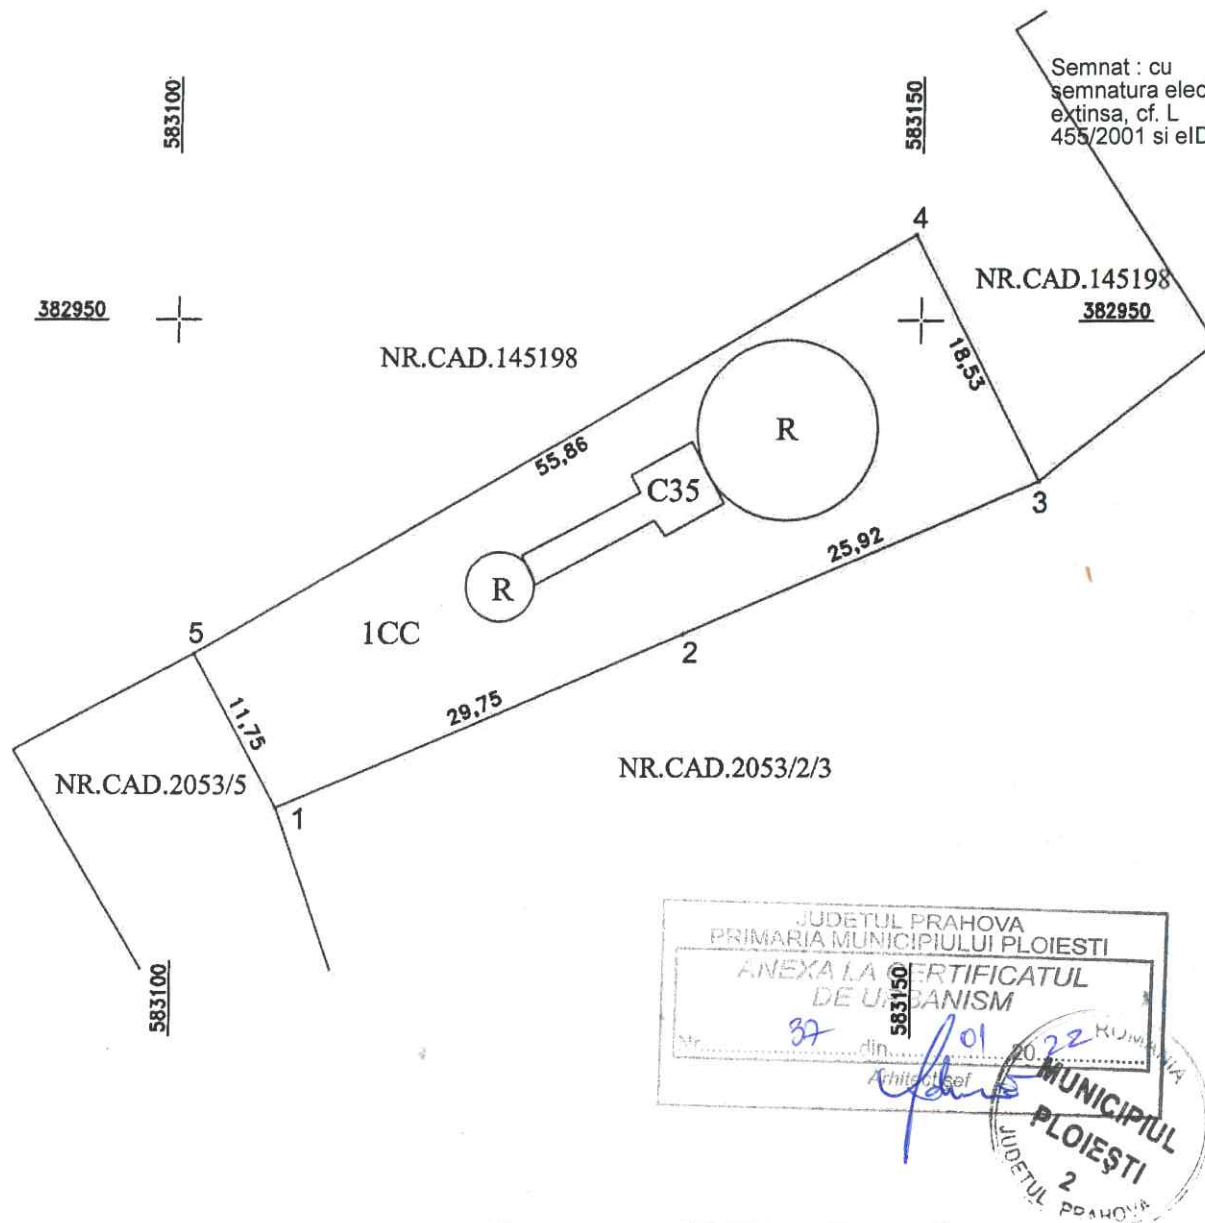 583100
583150
Semnat : cu
semnatura elec
extinsa, cf. L
455/2001 si eID
4
NR.CAD.145198
382950
382950
NR.CAD.145198
18,53
R
55,86
C35
3
25,92
R
1CC
5
2
11,75
29,75
NR.CAD.2053/5
NR.CAD.2053/2/3
1
JUDETUL PRAHOVA
PRIMARIA MUNICIPIULUI PLOIESTI
ANEXA LA CERTIFICATUL
DE URBANISM
583100
583150
Nr. 37 din 01 2022
Arhitect sef
ROMANIA
MUNICIPIUL
PLOIEŞTI
2
JUDETUL PRAHOVA